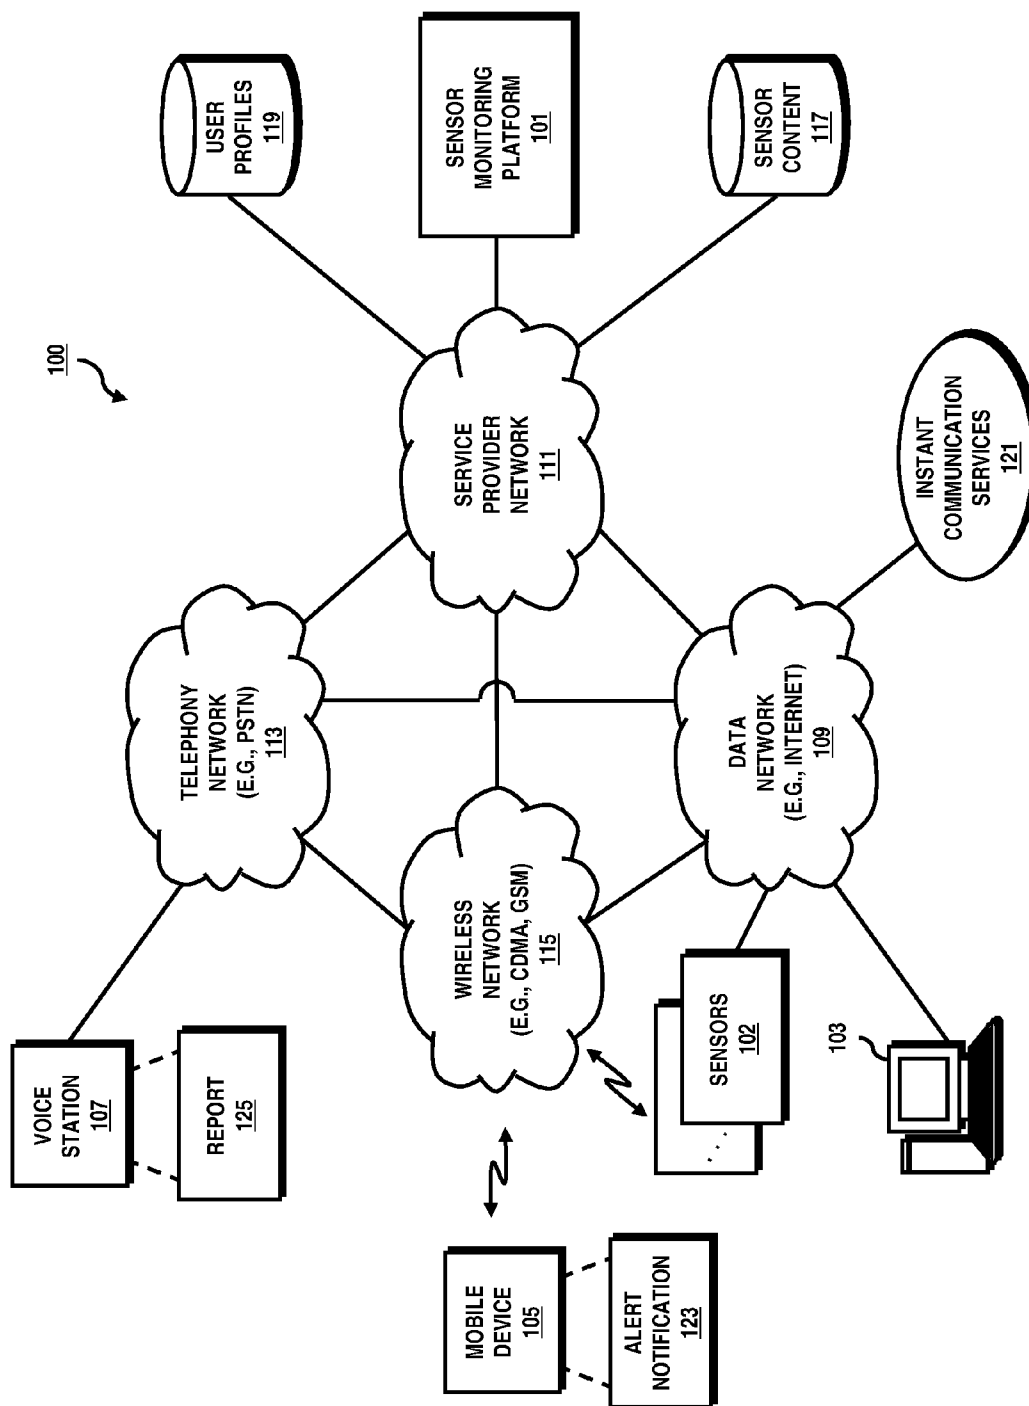 100
USER
PROFILES
119
SENSOR
MONITORING
PLATFORM
101
SENSOR
CONTENT
117
SERVICE
PROVIDER
NETWORK
111
INSTANT
COMMUNICATION
SERVICES
121
TELEPHONY
NETWORK
(E.G., PSTN)
113
DATA
NETWORK
(E.G., INTERNET)
109
WIRELESS
NETWORK
(E.G., CDMA, GSM)
115
VOICE
STATION
107
REPORT
125
SENSORS
102
....
103
MOBILE
DEVICE
105
ALERT
NOTIFICATION
123